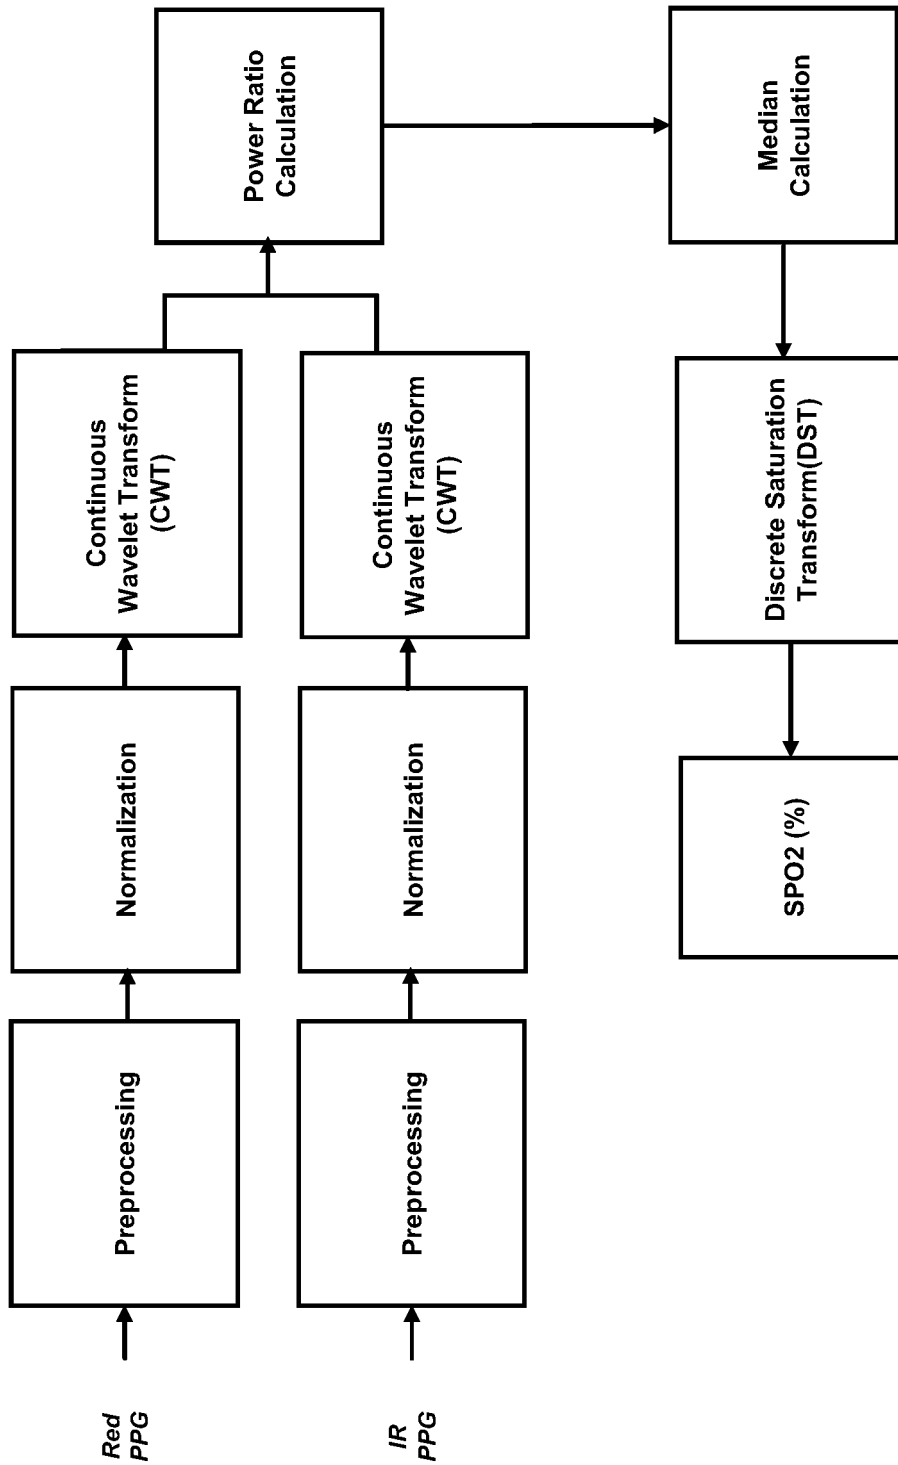 Red
PPG
Preprocessing
Normalization
Continuous
Wavelet Transform
(CWT)
Power Ratio
Calculation
IR
PPG
Preprocessing
Normalization
Continuous
Wavelet Transform
(CWT)
Median
Calculation
Discrete Saturation
Transform(DST)
SPO2 (%)